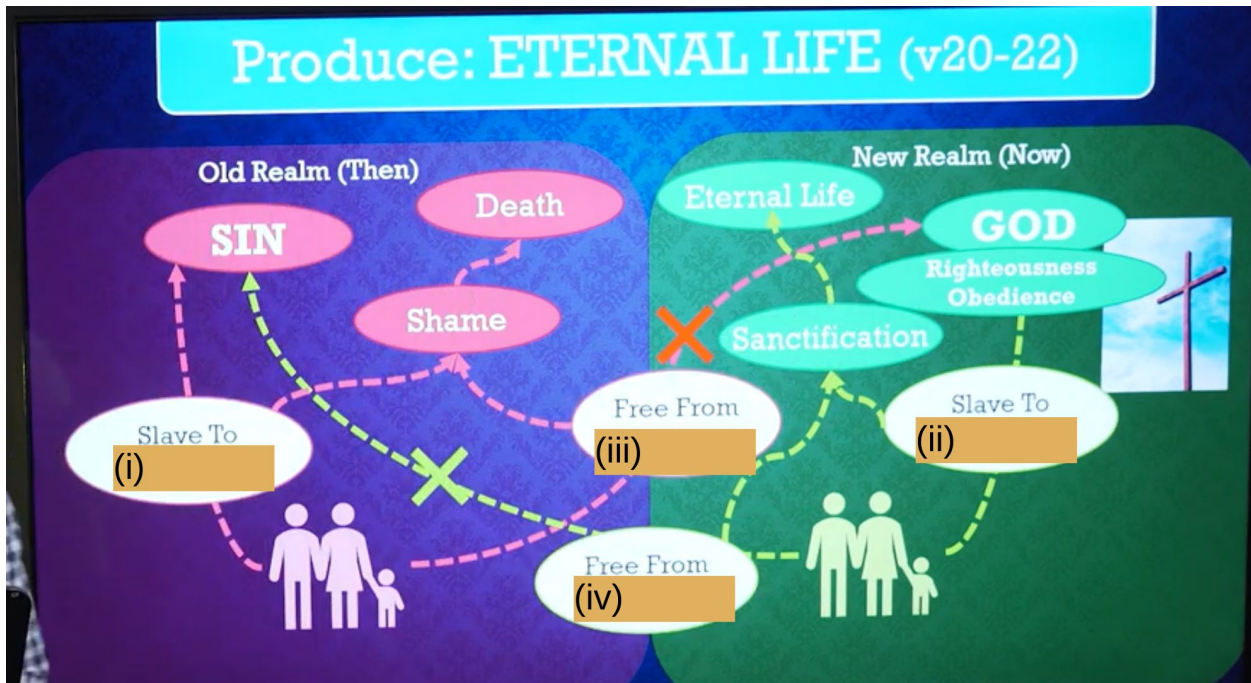 Produce: ETERNAL LIFE (v20-22)
Old Realm (Then)
New Realm (Now)
SIN
Death
Eternal Life
GOD
Righteousness
Obedience
Shame
Sanctification
Slave To
(i)
Free From
(iii)
Slave To
(ii)
Free From
(iv)